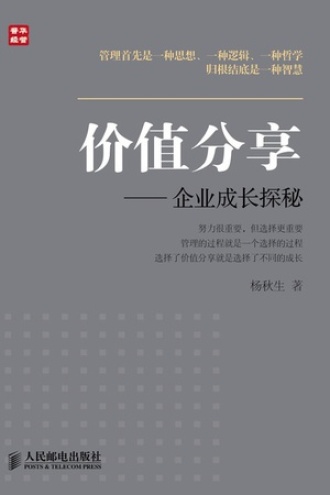 普华
经管
管理首先是一种思想、一种逻辑、一种哲学
归根结底是一种智慧
价值分享
——企业成长探秘
努力很重要,但选择更重要
管理的过程就是一个选择的过程
选择了价值分享就是选择了不同的成长
杨秋生 著
人民邮电出版社
POSTS & TELECOM PRESS